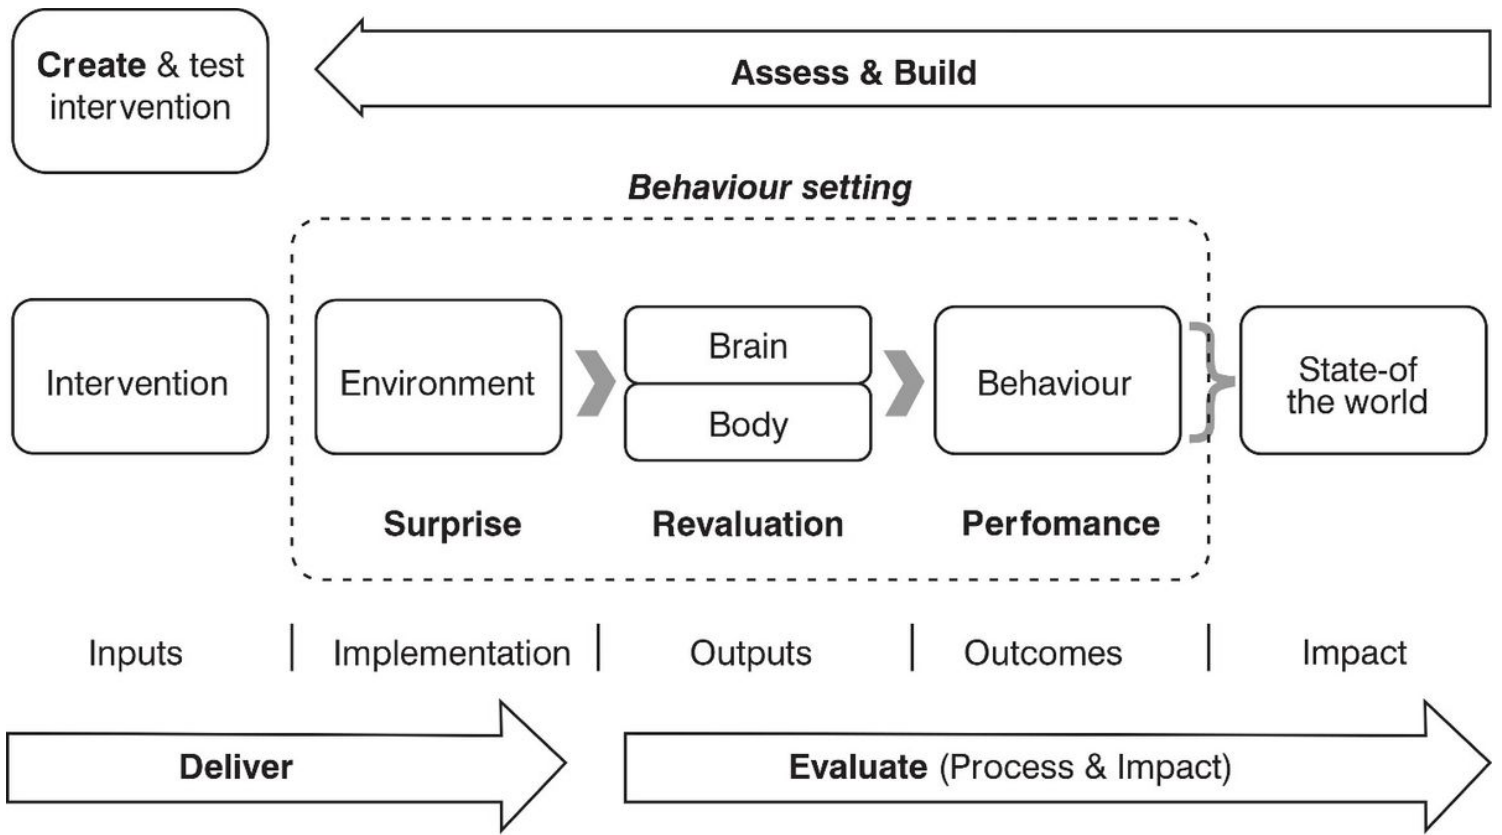 Create & test
intervention
Assess & Build
Behaviour setting
Intervention
Environment
Brain
Body
Behaviour
State-of
the world
Surprise
Revaluation
Perfomance
Inputs
Implementation
Outputs
Outcomes
Impact
Deliver
Evaluate (Process & Impact)